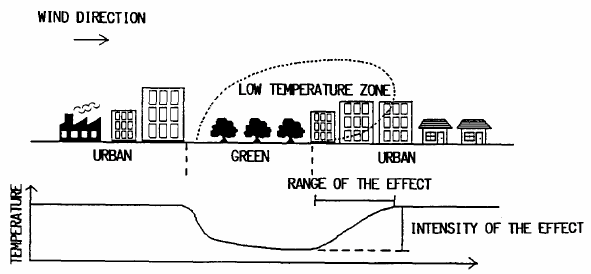 WIND DIRECTION
LOW TEMPERATURE ZONE
URBAN
GREEN
URBAN
RANGE OF THE EFFECT
TEMPERATURE
INTENSITY OF THE EFFECT